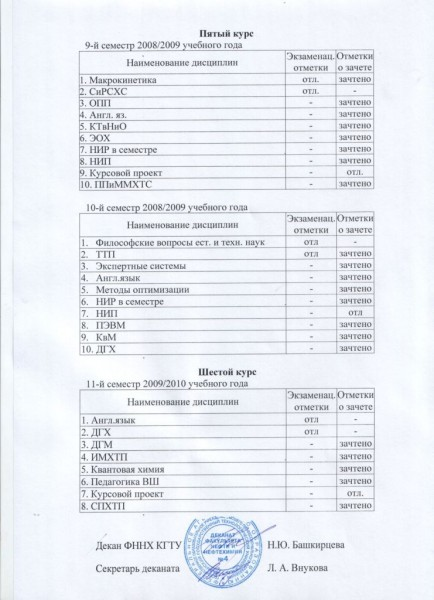 Пятый курс
9-й семестр 2008/2009 учебного года
Наименование дисциплин Экзаменац. отметки Отметки о зачете
1. Макрокинетика отл. зачтено
2. СиРСХС отл. -
3. ОПП - зачтено
4. Англ. яз. - зачтено
5. КТвНиО - зачтено
6. ЭОХ - зачтено
7. НИР в семестре - зачтено
8. НИП - зачтено
9. Курсовой проект - отл.
10. ППиММХТС - зачтено
10-й семестр 2008/2009 учебного года
Наименование дисциплин Экзаменац. отметки Отметки о зачете
1. Философские вопросы ест. и техн. наук отл -
2. ТТП отл зачтено
3. Экспертные системы - зачтено
4. Англ.язык - зачтено
5. Методы оптимизации - зачтено
6. НИР в семестре - зачтено
7. НИП - отл
8. ПЭВМ - зачтено
9. КвМ - зачтено
10. ДГХ - зачтено
Шестой курс
11-й семестр 2009/2010 учебного года
Наименование дисциплин Экзаменац. отметки Отметки о зачете
1. Англ.язык отл -
2. ДГХ отл -
3. ДГМ - зачтено
4. ИМХТП - зачтено
5. Квантовая химия - зачтено
6. Педагогика ВШ - зачтено
7. Курсовой проект - отл.
8. СПХТП - зачтено
Декан ФННХ КГТУ Н.Ю. Башкирцева
Секретарь деканата Л. А. Внукова
ДЕКАНАТ
ФАКУЛЬТЕТА
НЕФТИ И
НЕФТЕХИМИИ
№4